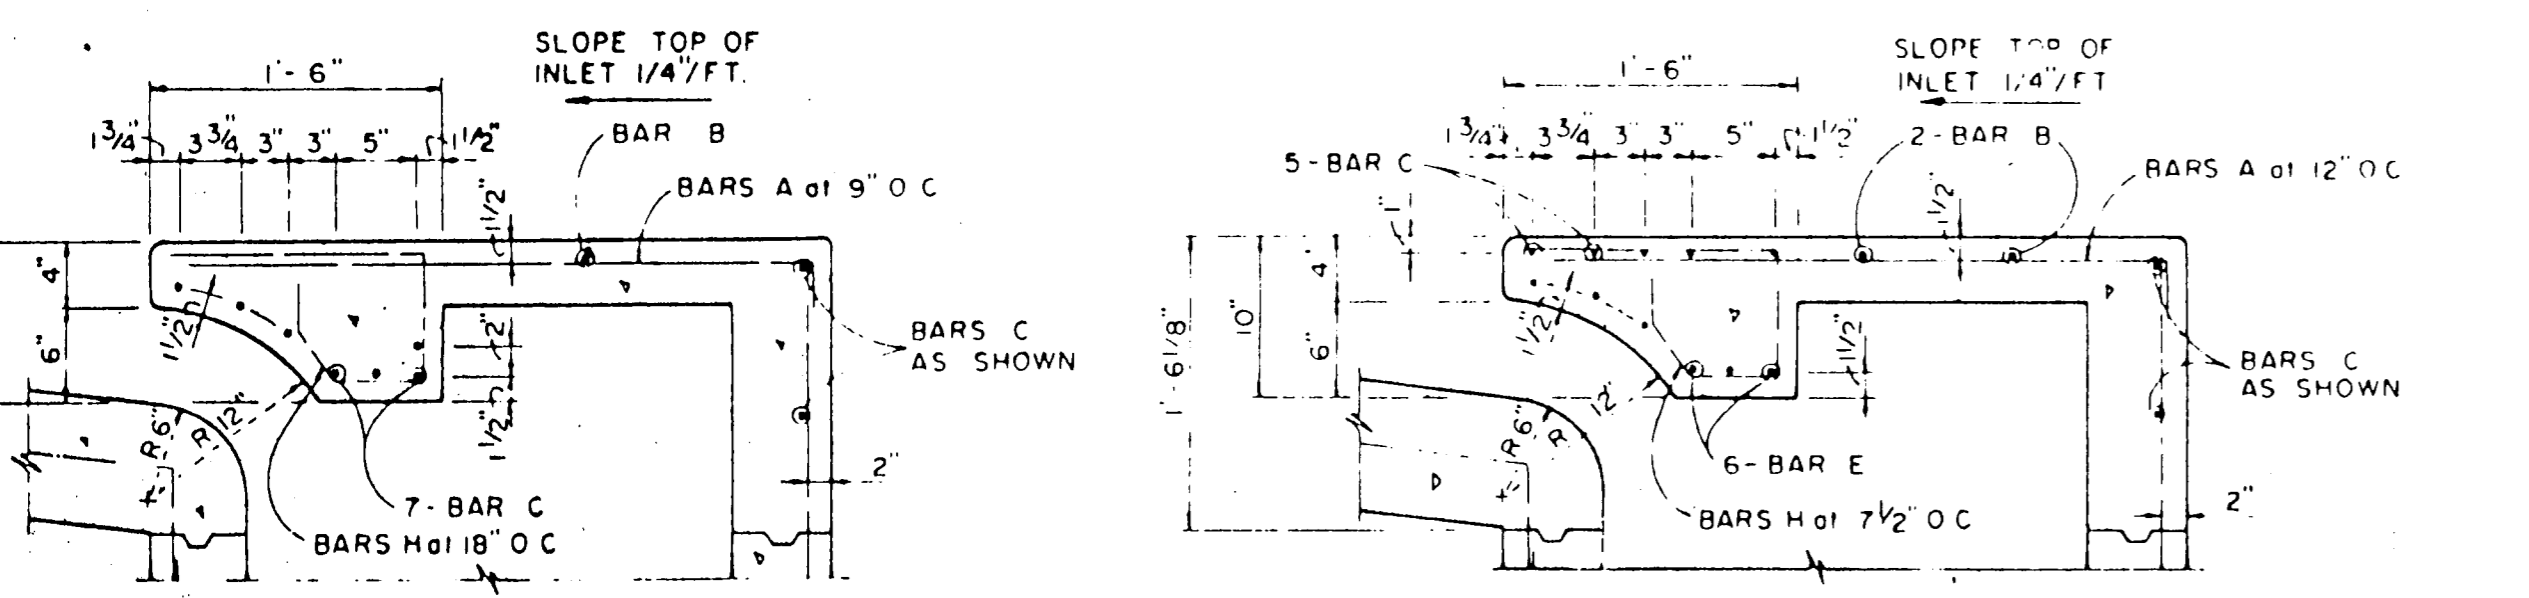 SLOPE TOP OF
INLET 1/4"/FT.
1'-6"
1 3/4" 3 3/4 3" 3" 5" 1 1/2"
BAR B
BARS A at 9" O C
1 1/2"
4"
6"
1 1/2"
2"
1 1/2"
BARS C
AS SHOWN
R 6"
R 12"
2"
7-BAR C
BARS H at 18" O C
SLOPE TOP OF
INLET 1/4"/FT
1'-6"
1 3/4" 3 3/4 3" 3" 5" 1 1/2"
2-BAR B
5-BAR C
BARS A at 12" O C
1"
1 1/2"
4'
10"
6"
1'-6 1/8"
1 1/2"
1 1/2"
BARS C
AS SHOWN
R 6"
R 12'
6-BAR E
2"
BARS H at 7 1/2" O C